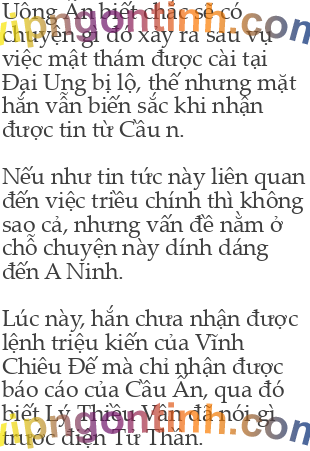 Uông Ấn biết chắc sẽ có
chuyện gì đó xảy ra sau vụ
việc mật thám được cài tại
Đại Ung bị lộ, thế nhưng mặt
hắn vẫn biến sắc khi nhận
được tin từ Cầu n.
Nếu như tin tức này liên quan
đến việc triều chính thì không
sao cả, nhưng vấn đề nằm ở
chỗ chuyện này dính dáng
đến A Ninh.
Lúc này, hắn chưa nhận được
lệnh triệu kiến của Vĩnh
Chiêu Đế mà chỉ nhận được
báo cáo của Cầu Ấn, qua đó
biết Lý Thiều Vân đã nói gì
trước điện Tử Thần.
vipngontinh.com
vipngontinh.com